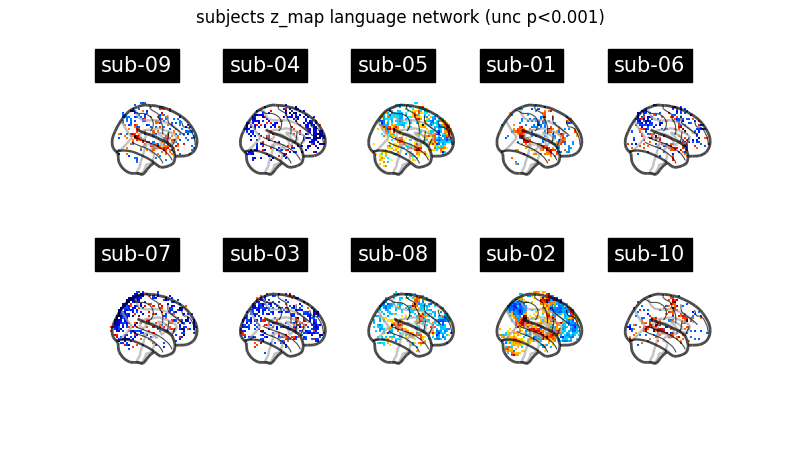 subjects z_map language network (unc p<0.001)
sub-09 sub-04 sub-05 sub-01 sub-06
sub-07 sub-03 sub-08 sub-02 sub-10